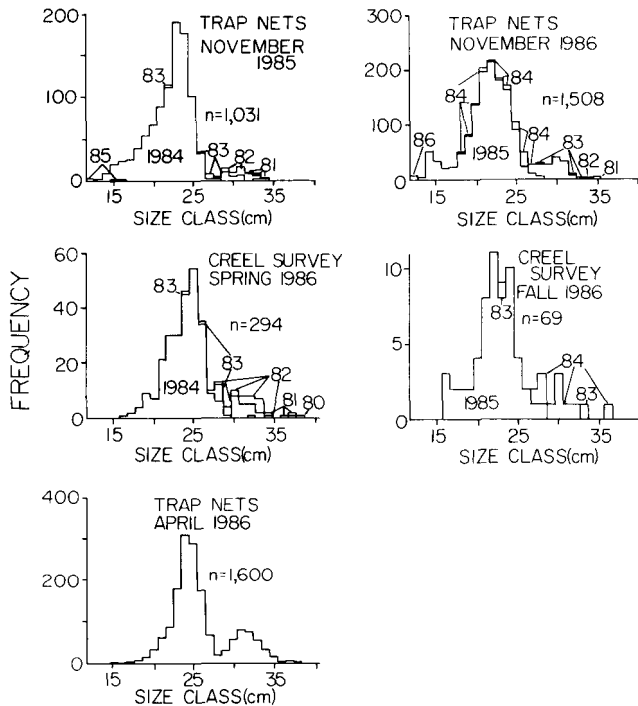 TRAP NETS
NOVEMBER
1985
200
100
0
83
n=1,031
85
1984
83
82
81
15
25
35
SIZE CLASS(cm)
TRAP NETS
NOVEMBER 1986
300
200
100
0
84
84
n=1,508
86
84
83
82
81
1985
15
25
35
SIZE CLASS(cm)
CREEL SURVEY
SPRING 1986
60
40
20
0
83
n=294
83
82
1984
81
80
15
25
35
SIZE CLASS(cm)
CREEL
SURVEY
FALL 1986
10
5
0
n=69
83
84
1985
83
15
25
35
SIZE CLASS(cm)
FREQUENCY
TRAP NETS
APRIL 1986
400
200
0
n=1,600
15
25
35
SIZE CLASS(cm)